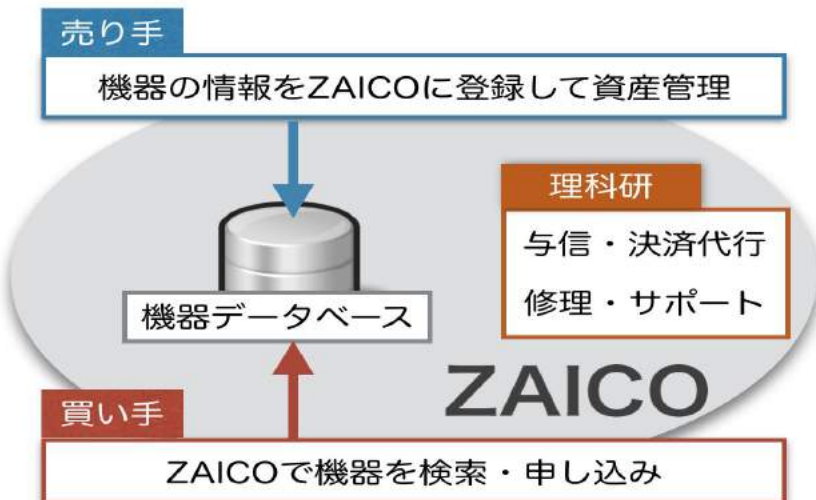 売り手
機器の情報をZAICOに登録して資産管理
理科研
与信・決済代行
修理・サポート
機器データベース
ZAICO
買い手
ZAICOで機器を検索・申し込み